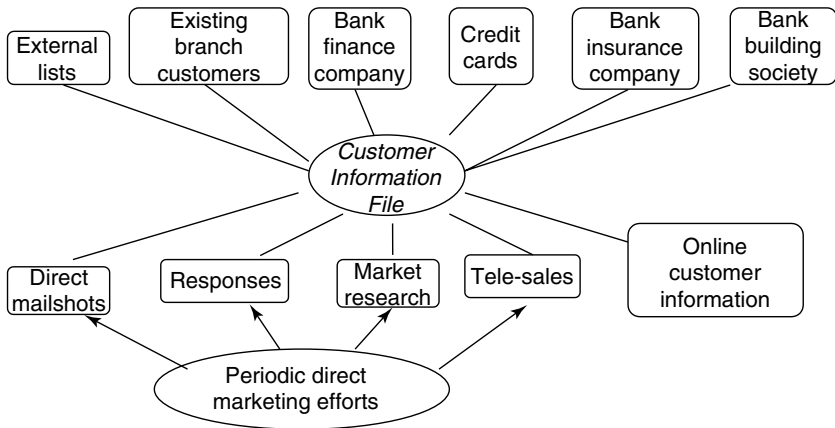 External
lists
Existing
branch
customers
Bank
finance
company
Credit
cards
Bank
insurance
company
Bank
building
society
Customer
Information
File
Direct
mailshots
Responses
Market
research
Tele-sales
Online
customer
information
Periodic direct
marketing efforts